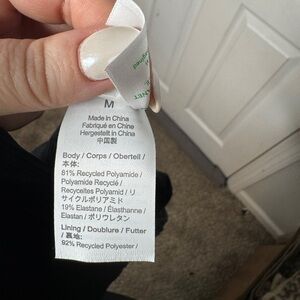 M
Made in China
Fabriqué en Chine
Hergestellt in China
中国製
Body / Corps / Oberteil /
本体:
81% Recycled Polyamide /
Polyamide Recyclé /
Recyceltes Polyamid / リ
サイクルポリアミド
19% Elastane / Élasthanne /
Elastan / ポリウレタン
Lining / Doublure / Futter
/ 裏地:
92% Recycled Polyester /